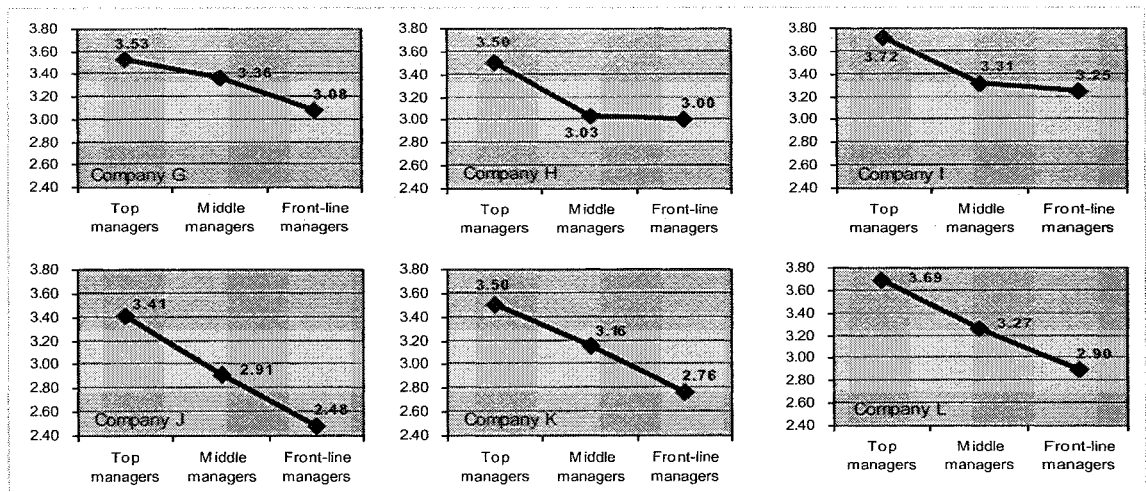 3.80
3.60
3.40
3.20
3.00
2.80
2.60
2.40
3.53
3.36
3.08
Company G
Top managers
Middle managers
Front-line managers
3.80
3.60
3.40
3.20
3.00
2.80
2.60
2.40
3.50
3.03
3.00
Company H
Top managers
Middle managers
Front-line managers
3.80
3.60
3.40
3.20
3.00
2.80
2.60
2.40
3.72
3.31
3.25
Company I
Top managers
Middle managers
Front-line managers
3.80
3.60
3.40
3.20
3.00
2.80
2.60
2.40
3.41
2.91
2.48
Company J
Top managers
Middle managers
Front-line managers
3.80
3.60
3.40
3.20
3.00
2.80
2.60
2.40
3.50
3.16
2.76
Company K
Top managers
Middle managers
Front-line managers
3.80
3.60
3.40
3.20
3.00
2.80
2.60
2.40
3.69
3.27
2.90
Company L
Top managers
Middle managers
Front-line managers